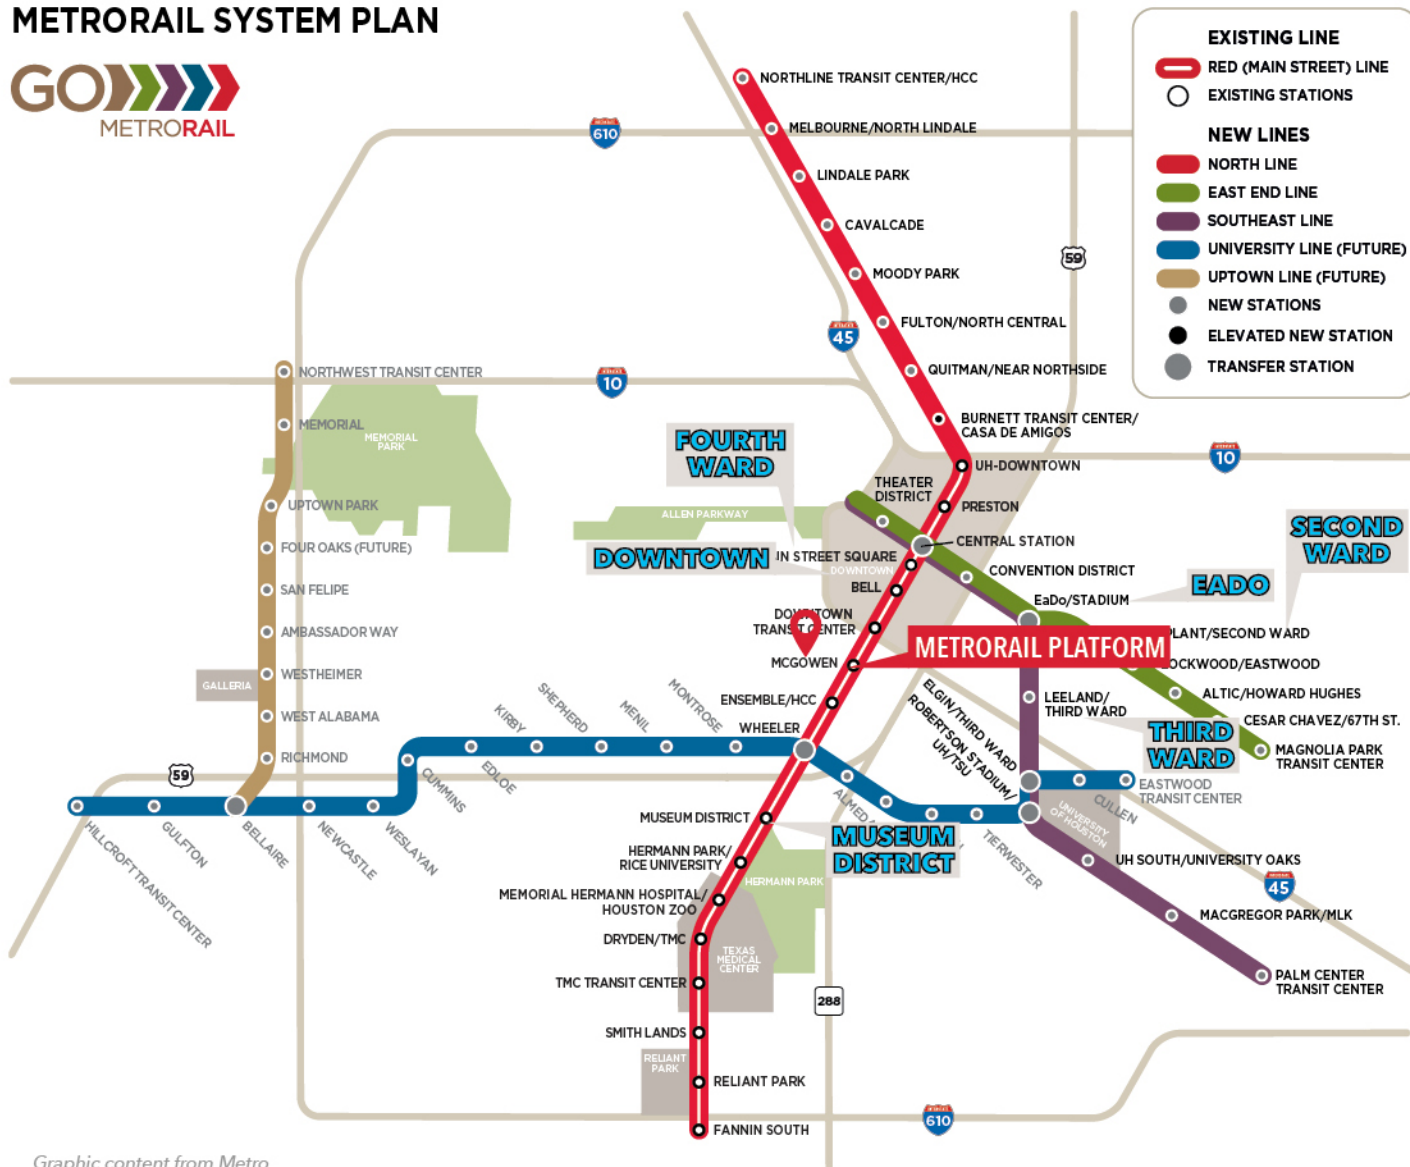 METRORAIL SYSTEM PLAN
GO
METRORAIL
EXISTING LINE
RED (MAIN STREET) LINE
EXISTING STATIONS
NEW LINES
NORTH LINE
EAST END LINE
SOUTHEAST LINE
UNIVERSITY LINE (FUTURE)
UPTOWN LINE (FUTURE)
NEW STATIONS
ELEVATED NEW STATION
TRANSFER STATION
NORTHLINE TRANSIT CENTER/HCC
610
MELBOURNE/NORTH LINDALE
LINDALE PARK
CAVALCADE
59
MOODY PARK
FULTON/NORTH CENTRAL
45
QUITMAN/NEAR NORTHSIDE
NORTHWEST TRANSIT CENTER
10
MEMORIAL
MEMORIAL
PARK
BURNETT TRANSIT CENTER/
CASA DE AMIGOS
FOURTH
WARD
10
UH-DOWNTOWN
THEATER
DISTRICT
UPTOWN PARK
PRESTON
ALLEN PARKWAY
SECOND
WARD
FOUR OAKS (FUTURE)
CENTRAL STATION
DOWNTOWN
IN STREET SQUARE
DOWNTOWN
CONVENTION DISTRICT
SAN FELIPE
BELL
EADO
EaDo/STADIUM
DOWNTOWN
TRANSIT CENTER
AMBASSADOR WAY
PLANT/SECOND WARD
METRORAIL PLATFORM
MCGOWEN
LOCKWOOD/EASTWOOD
WESTHEIMER
GALLERIA
ALTIC/HOWARD HUGHES
ENSEMBLE/HCC
LEELAND/
THIRD WARD
WEST ALABAMA
CESAR CHAVEZ/67TH ST.
KIRBY
SHEPHERD
MENIL
MONTROSE
WHEELER
ELGIN/THIRD WARD
ROBERTSON STADIUM/
UH/TSU
THIRD
WARD
MAGNOLIA PARK
TRANSIT CENTER
RICHMOND
59
CUMMINS
EDLOE
EASTWOOD
TRANSIT CENTER
CULLEN
HILLCROFT TRANSIT CENTER
GULFTON
BELLAIRE
NEWCASTLE
WESLAYAN
MUSEUM DISTRICT
ALMEDA
MUSEUM
DISTRICT
TIERWESTER
UNIVERSITY
OF HOUSTON
HERMANN PARK/
RICE UNIVERSITY
UH SOUTH/UNIVERSITY OAKS
HERMANN PARK
45
MEMORIAL HERMANN HOSPITAL/
HOUSTON ZOO
MACGREGOR PARK/MLK
DRYDEN/TMC
TEXAS
MEDICAL
CENTER
TMC TRANSIT CENTER
PALM CENTER
TRANSIT CENTER
288
SMITH LANDS
RELIANT
PARK
RELIANT PARK
610
FANNIN SOUTH
Graphic content from Metro